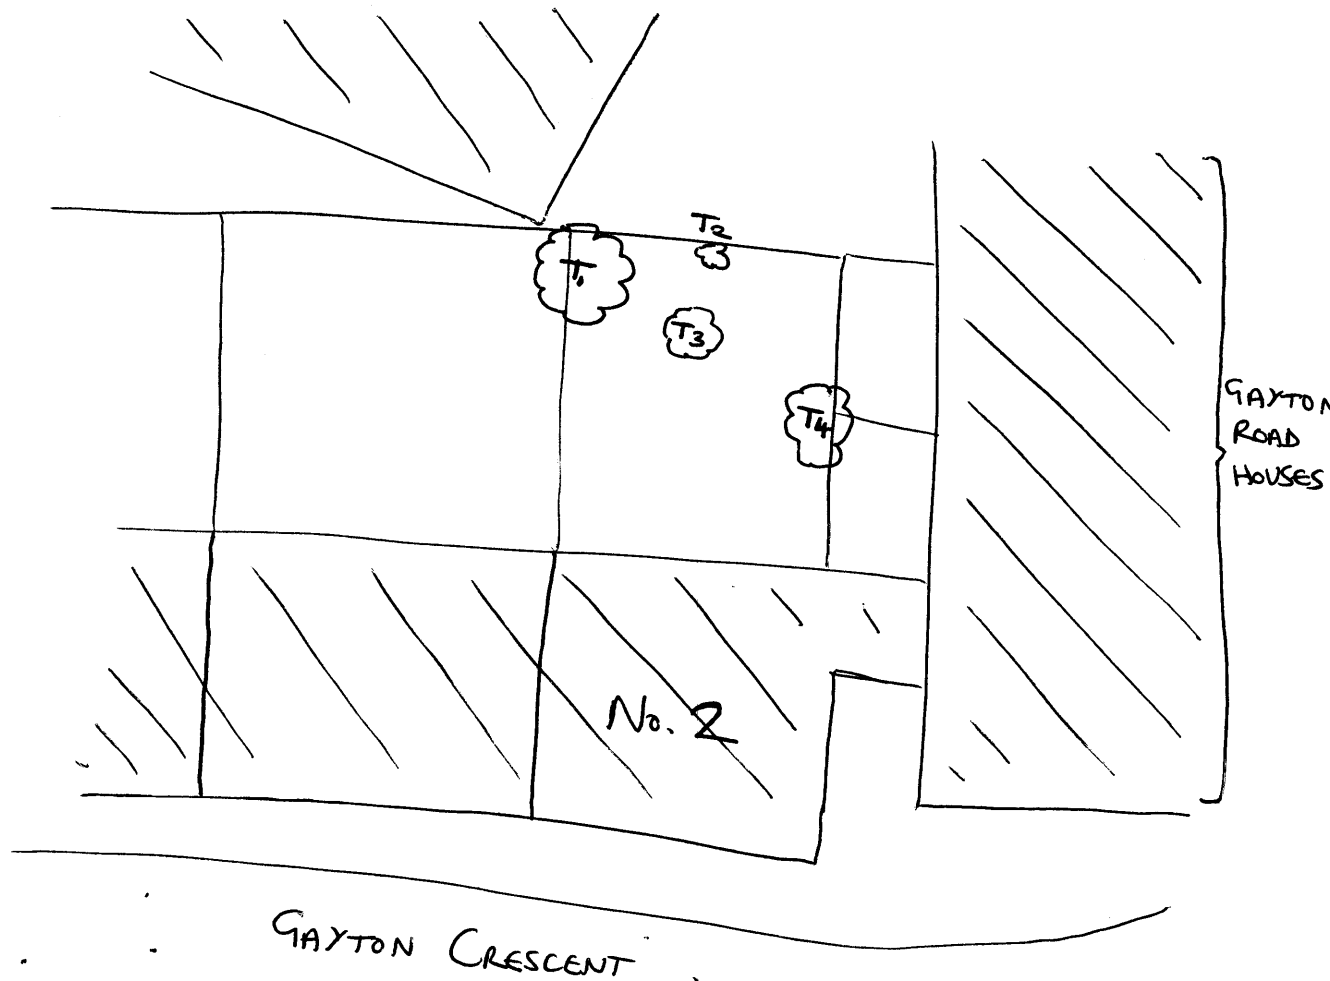 T2
T1
T3
T4
GAYTON
ROAD
HOUSES
No. 2
GAYTON CRESCENT